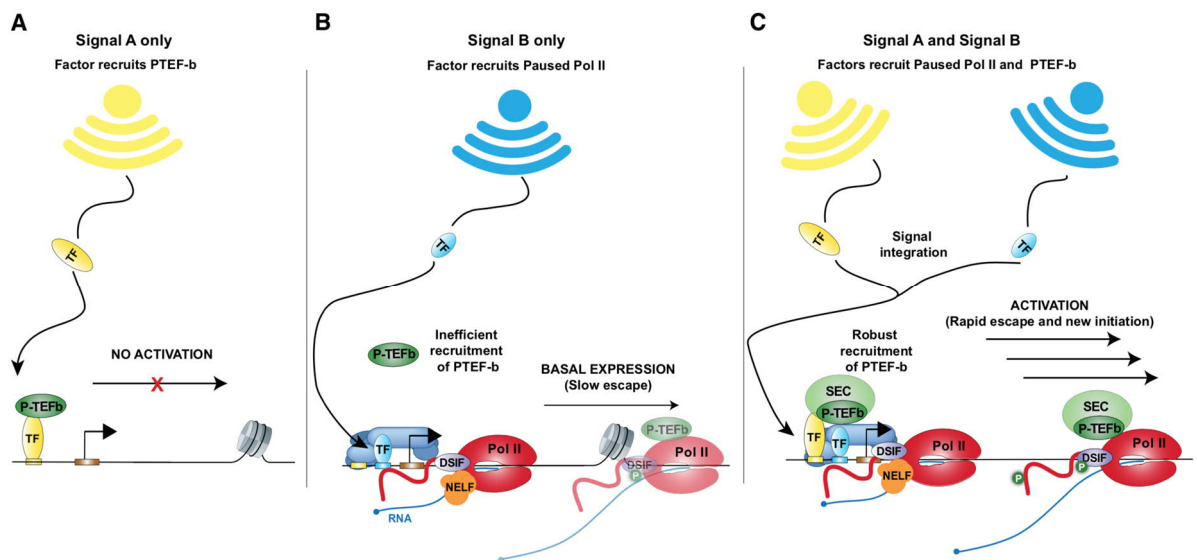 A
Signal A only
Factor recruits PTEF-b
TF
NO ACTIVATION
X
P-TEFb
TF
B
Signal B only
Factor recruits Paused Pol II
TF
P-TEFb
Inefficient
recruitment
of PTEF-b
BASAL EXPRESSION
(Slow escape)
P-TEFb
TF
DSIF
Pol II
NELF
RNA
DSIF
P
Pol II
C
Signal A and Signal B
Factors recruit Paused Pol II and PTEF-b
TF
Signal
integration
TF
ACTIVATION
(Rapid escape and new initiation)
Robust
recruitment
of PTEF-b
SEC
P-TEFb
TF
TF
DSIF
Pol II
NELF
SEC
P-TEFb
Pol II
DSIF
P
P